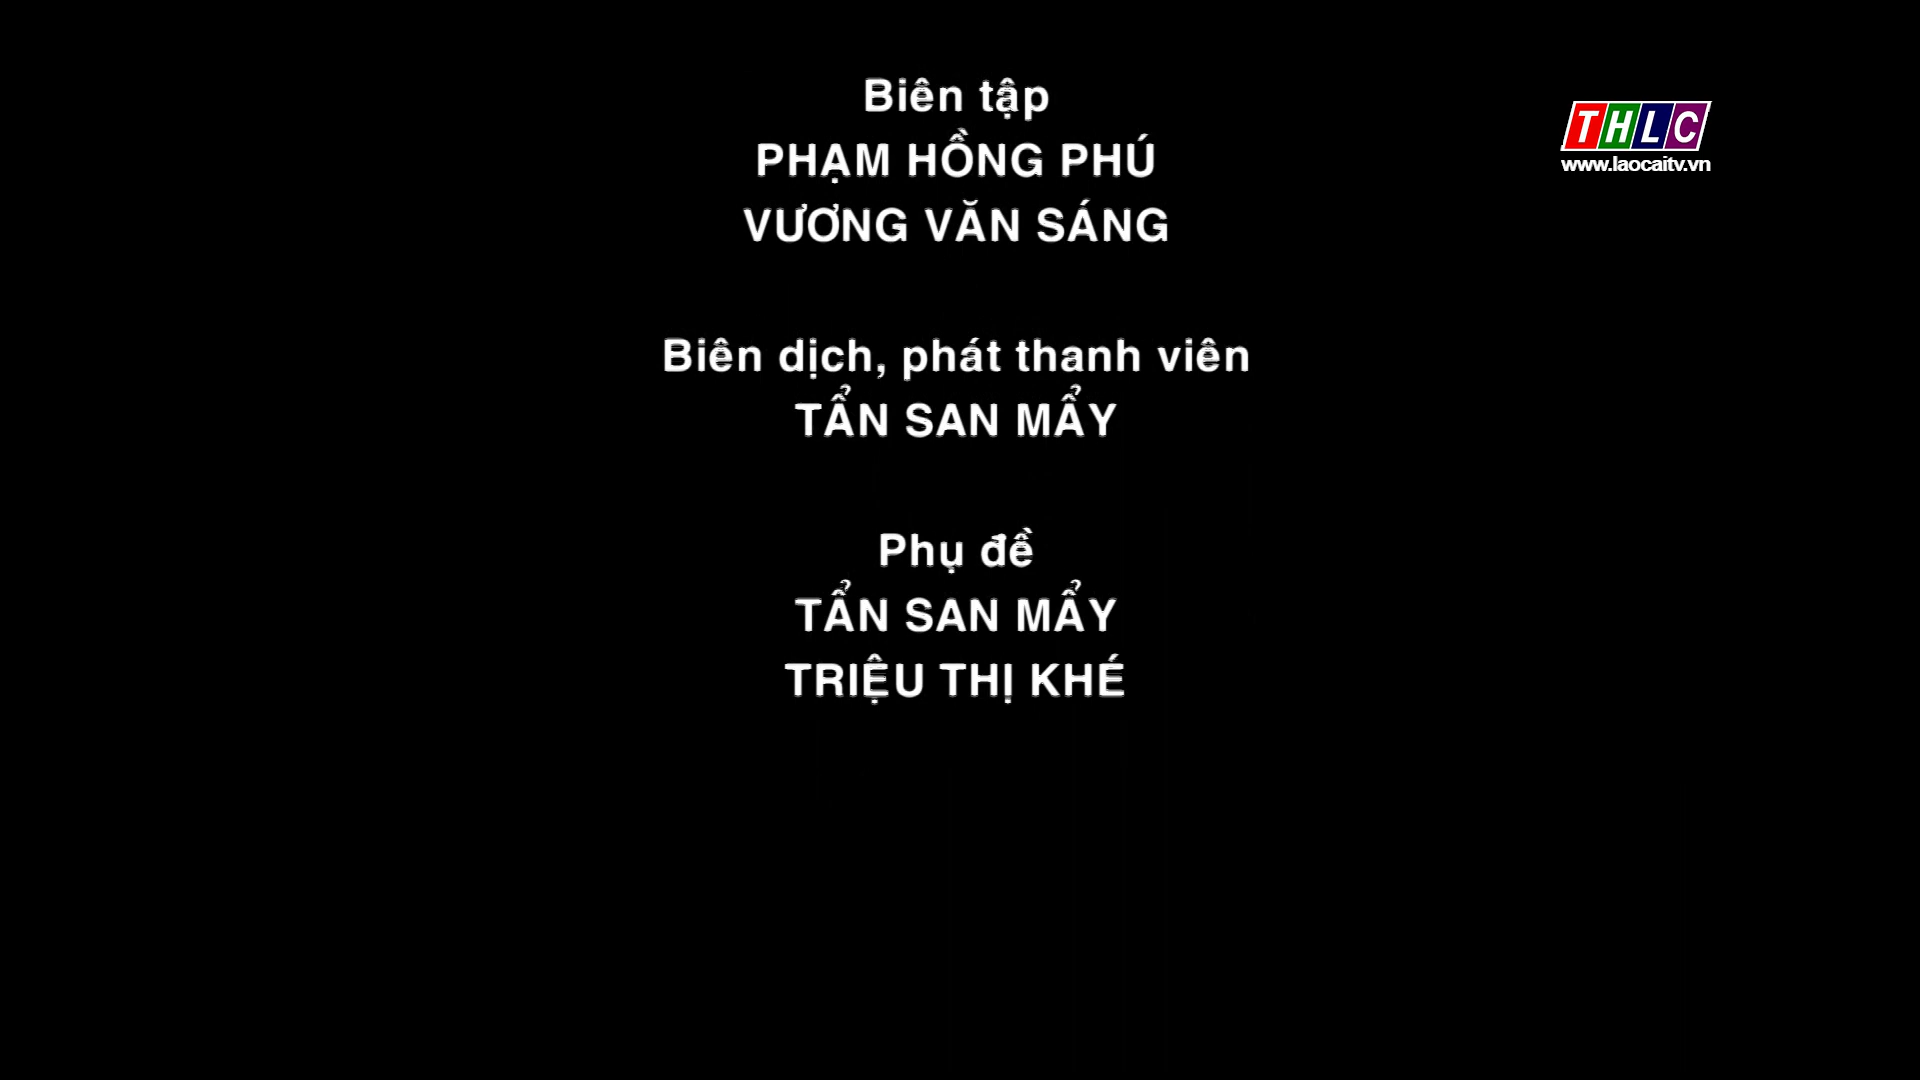 Biên tập
PHẠM HỒNG PHÚ
VƯƠNG VĂN SÁNG
Biên dịch, phát thanh viên
TẨN SAN MẨY
Phụ đề
TẨN SAN MẨY
TRIỆU THỊ KHÉ
THLC
www.laocaitv.vn